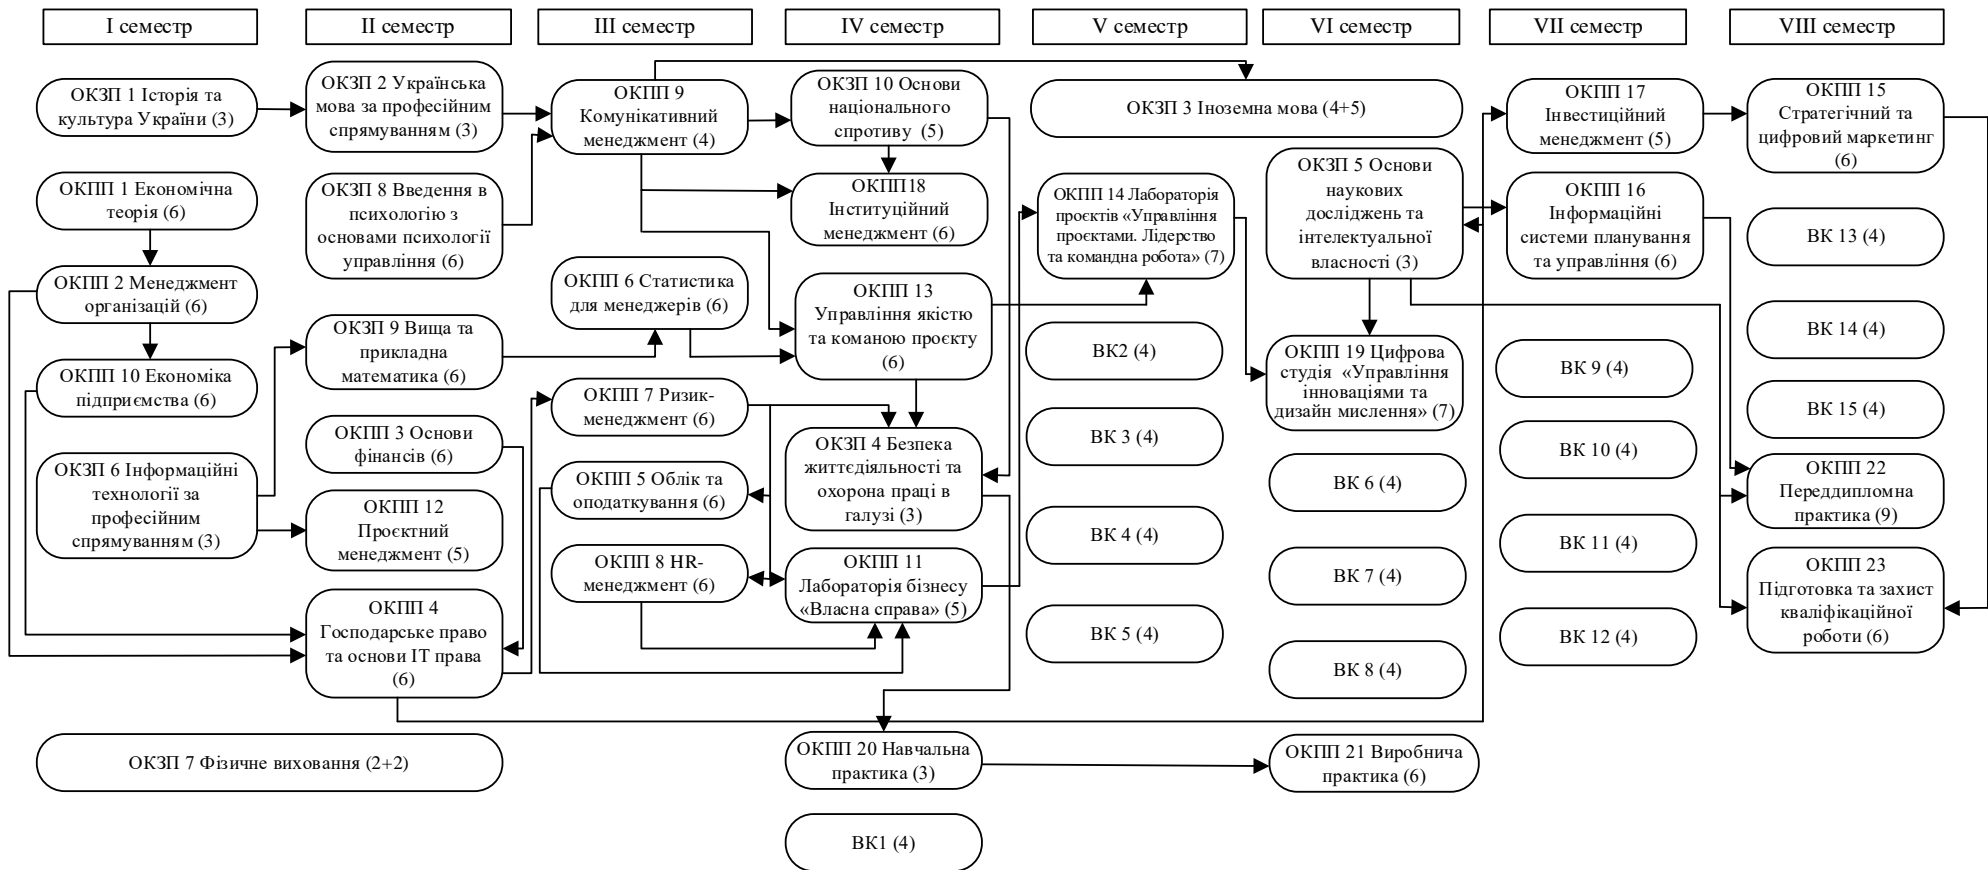 I семестр
II семестр
III семестр
IV семестр
V семестр
VI семестр
VII семестр
VIII семестр
ОКЗП 1 Історія та
культура України (3)
ОКПП 1 Економічна
теорія (6)
ОКПП 2 Менеджмент
організацій (6)
ОКПП 10 Економіка
підприємства (6)
ОКЗП 6 Інформаційні
технології за
професійним
спрямуванням (3)
ОКЗП 7 Фізичне виховання (2+2)
ОКЗП 2 Українська
мова за професійним
спрямуванням (3)
ОКЗП 8 Введення в
психологію з
основами психології
управління (6)
ОКЗП 9 Вища та
прикладна
математика (6)
ОКПП 3 Основи
фінансів (6)
ОКПП 12
Проєктний
менеджмент (5)
ОКПП 4
Господарське право
та основи ІТ права
(6)
ОКПП 9
Комунікативний
менеджмент (4)
ОКПП 6 Статистика
для менеджерів (6)
ОКПП 7 Ризик-
менеджмент (6)
ОКПП 5 Облік та
оподаткування (6)
ОКПП 8 HR-
менеджмент (6)
ОКЗП 10 Основи
національного
спротиву (5)
ОКПП18
Інституційний
менеджмент (6)
ОКПП 13
Управління якістю
та команою проєкту
(6)
ОКЗП 4 Безпека
життєдіяльності та
охорона праці в
галузі (3)
ОКПП 11
Лабораторія бізнесу
«Власна справа» (5)
ОКПП 20 Навчальна
практика (3)
ВК1 (4)
ОКЗП 3 Іноземна мова (4+5)
ОКПП 14 Лабораторія
проєктів «Управління
проєктами. Лідерство
та командна робота» (7)
ВК2 (4)
ВК 3 (4)
ВК 4 (4)
ВК 5 (4)
ОКЗП 5 Основи
наукових
досліджень та
інтелектуальної
власності (3)
ОКПП 19 Цифрова
студія «Управління
інноваціями та
дизайн мислення» (7)
ВК 6 (4)
ВК 7 (4)
ВК 8 (4)
ОКПП 21 Виробнича
практика (6)
ОКПП 17
Інвестиційний
менеджмент (5)
ОКПП 16
Інформаційні
системи планування
та управління (6)
ВК 9 (4)
ВК 10 (4)
ВК 11 (4)
ВК 12 (4)
ОКПП 15
Стратегічний та
цифровий маркетинг
(6)
ВК 13 (4)
ВК 14 (4)
ВК 15 (4)
ОКПП 22
Переддипломна
практика (9)
ОКПП 23
Підготовка та захист
кваліфікаційної
роботи (6)